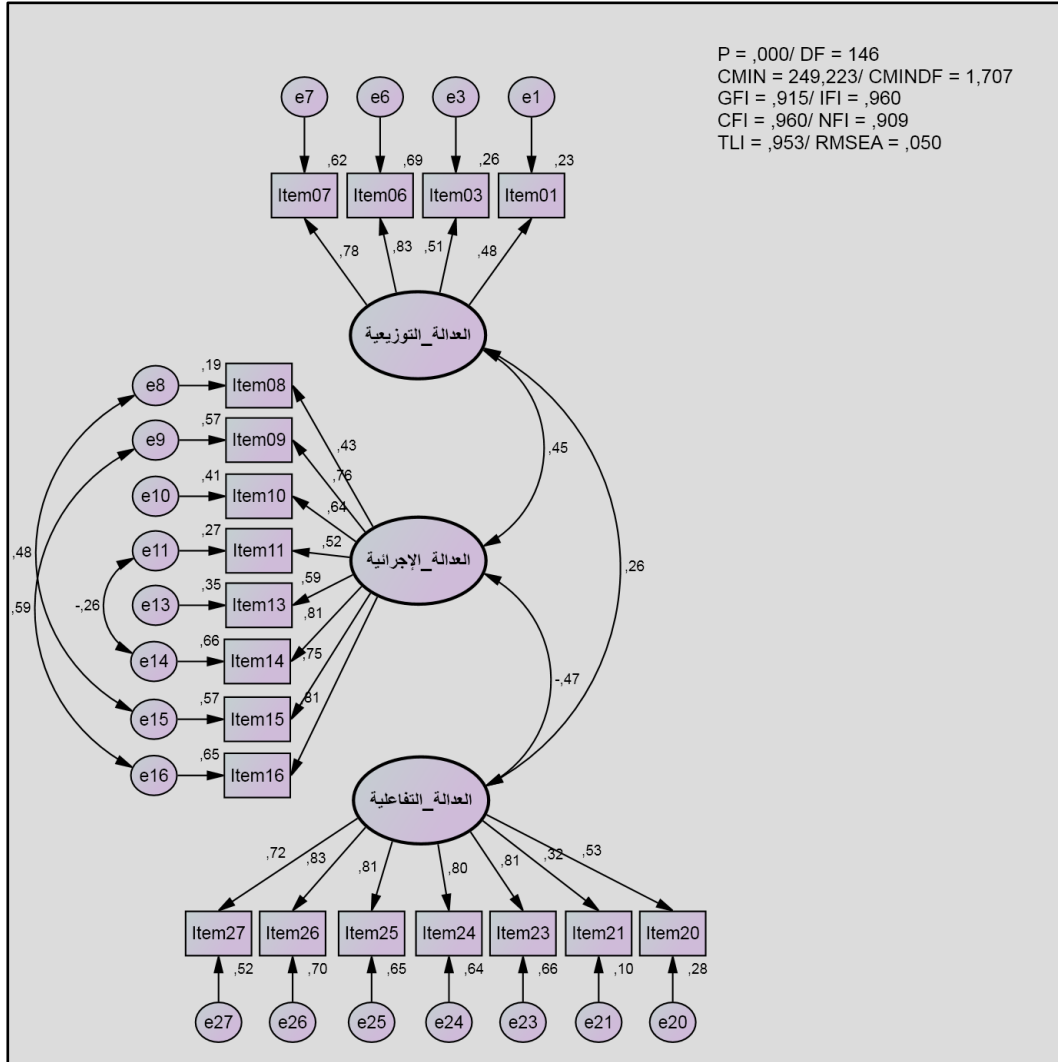 P = ,000/ DF = 146
CMIN = 249,223/ CMINDF = 1,707
GFI = ,915/ IFI = ,960
CFI = ,960/ NFI = ,909
TLI = ,953/ RMSEA = ,050
e7 e6 e3 e1
,62 ,69 ,26 ,23
Item07 Item06 Item03 Item01
,78 ,83 ,51 ,48
العدالة_التوزيعية
e8 ,19 Item08
e9 ,57 Item09
,43
,45
,76
e10 ,41 Item10
,64
e11 ,27 Item11
,52
العدالة_الإجرائية
,48
,26
e13 ,35 Item13
,59
-,26
,59
,81
e14 ,66 Item14
,75
-,47
e15 ,57 Item15
,81
e16 ,65 Item16
العدالة_التفاعلية
,72 ,83 ,81 ,80 ,81 ,32 ,53
Item27 Item26 Item25 Item24 Item23 Item21 Item20
,52 ,70 ,65 ,64 ,66 ,10 ,28
e27 e26 e25 e24 e23 e21 e20